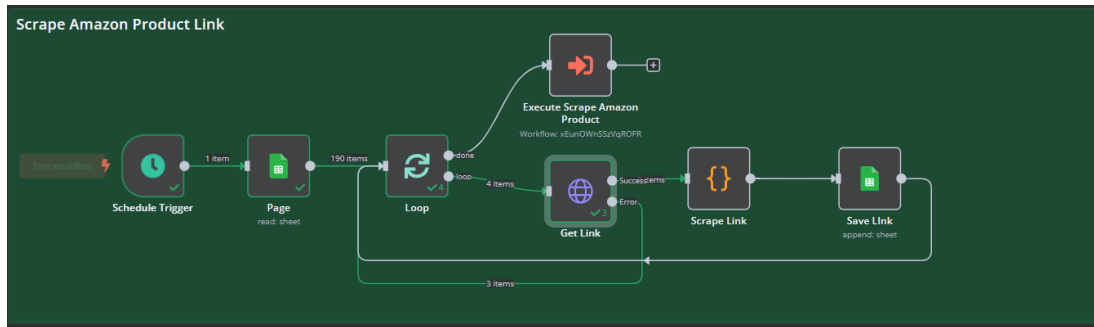 Scrape Amazon Product Link
Execute Scrape Amazon
Product
Workflow: xEunOWnSSzVqROFR
Test workflow
1 item
190 items
done
loop
4
4 items
Success
items
Error
3
Schedule Trigger
Page
read: sheet
Loop
Get Link
Scrape Link
Save LInk
append: sheet
3 items